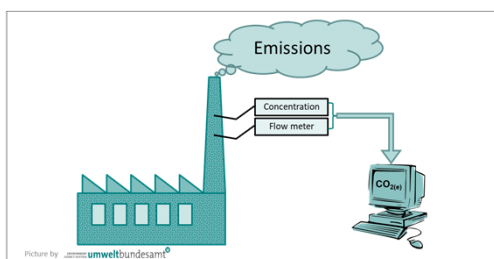 Emissions
Concentration
Flow meter
CO2(e)
Picture by umweltbundesamt